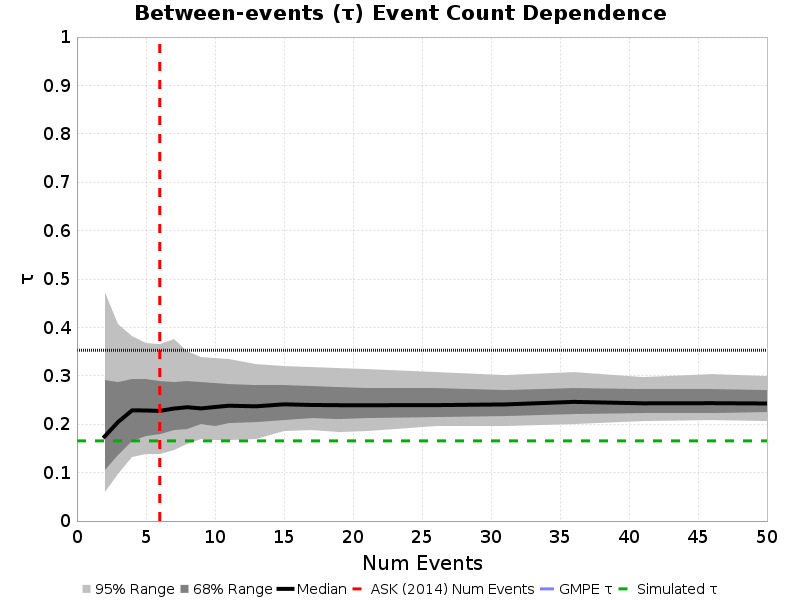 Between-events (τ) Event Count Dependence
1
0.9
0.8
0.7
0.6
0.5
0.4
0.3
0.2
0.1
0
τ
0 5 10 15 20 25 30 35 40 45 50
Num Events
95% Range 68% Range Median ASK (2014) Num Events GMPE τ Simulated τ